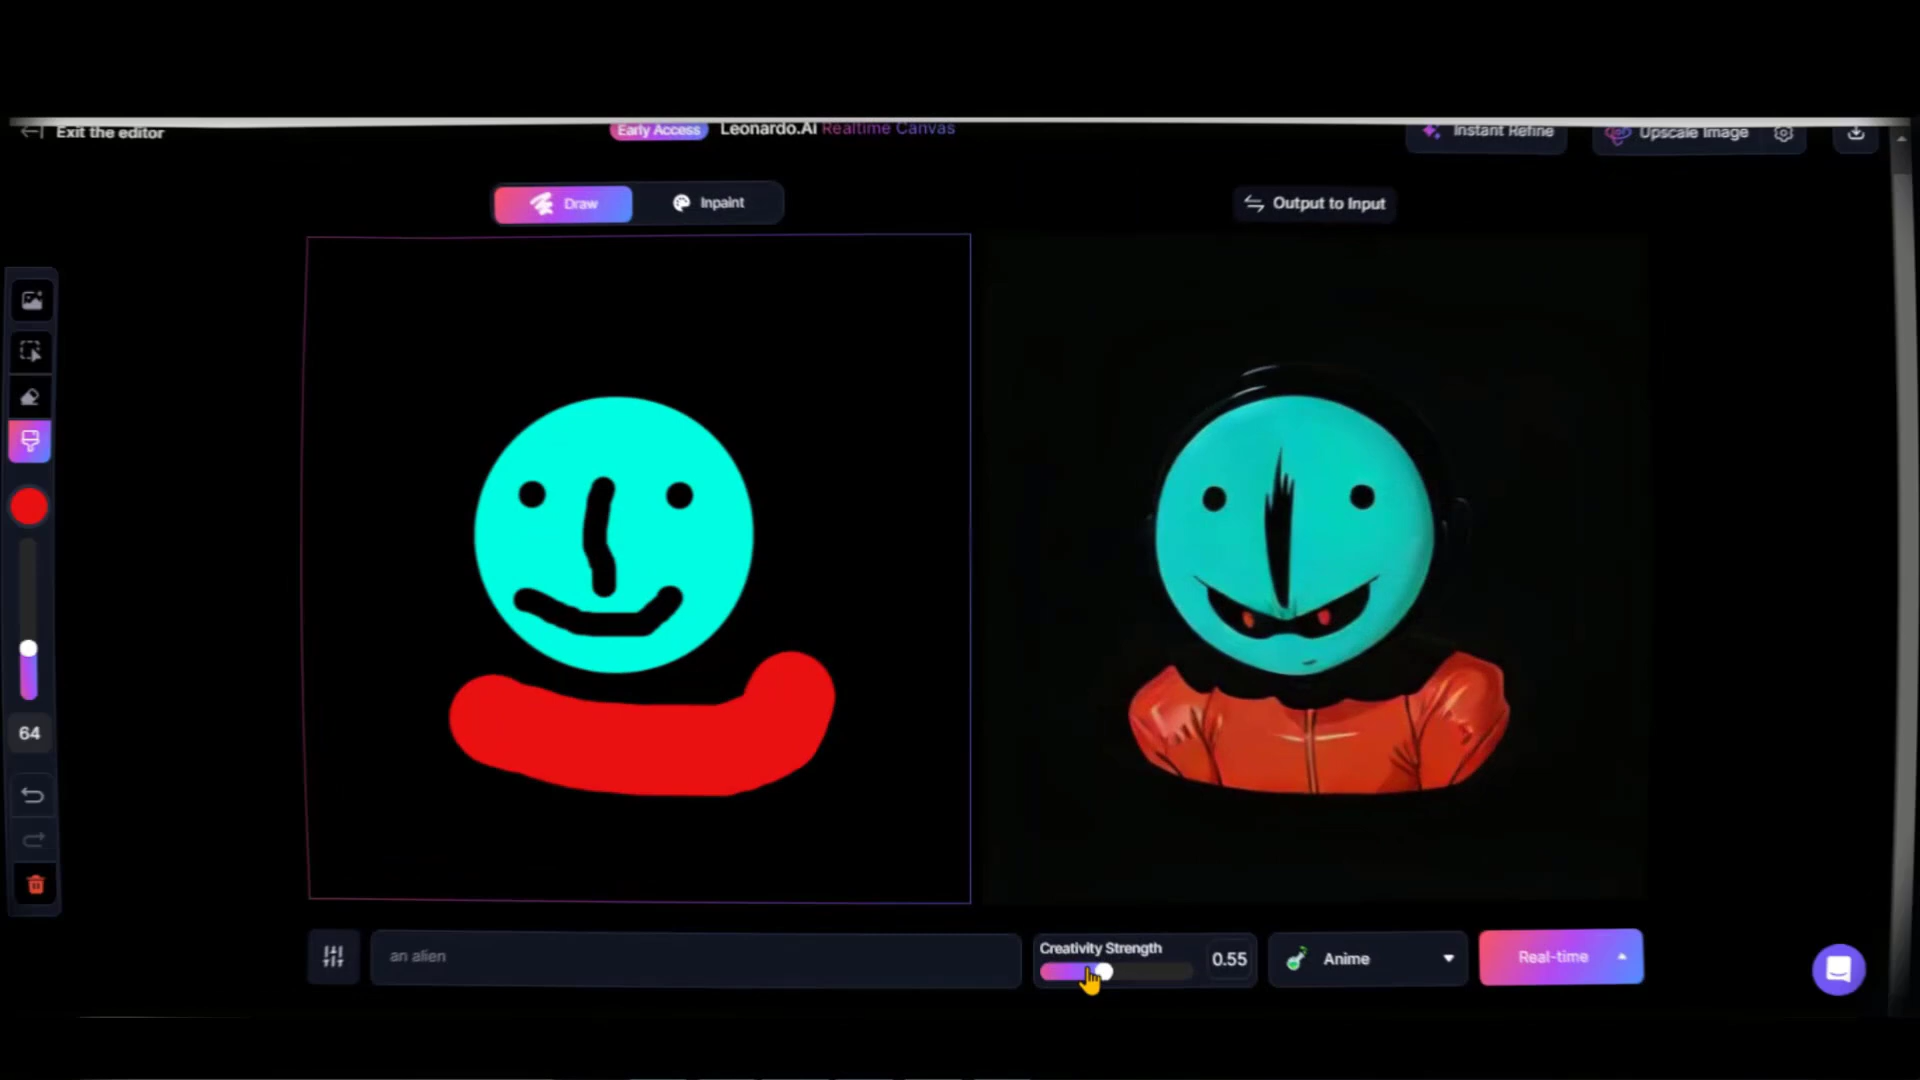 Exit the editor
Early Access Leonardo.Ai Realtime Canvas
Instant Refine
Upscale Image
Draw
Inpaint
Output to Input
64
an alien
Creativity Strength
0.55
Anime
Real-time